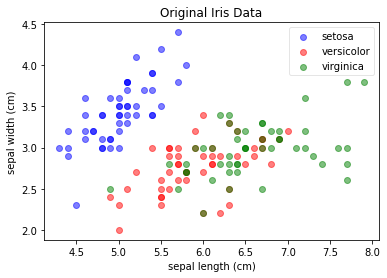 Original Iris Data
setosa
versicolor
virginica
4.5
4.0
3.5
3.0
2.5
2.0
sepal width (cm)
4.5 5.0 5.5 6.0 6.5 7.0 7.5 8.0
sepal length (cm)